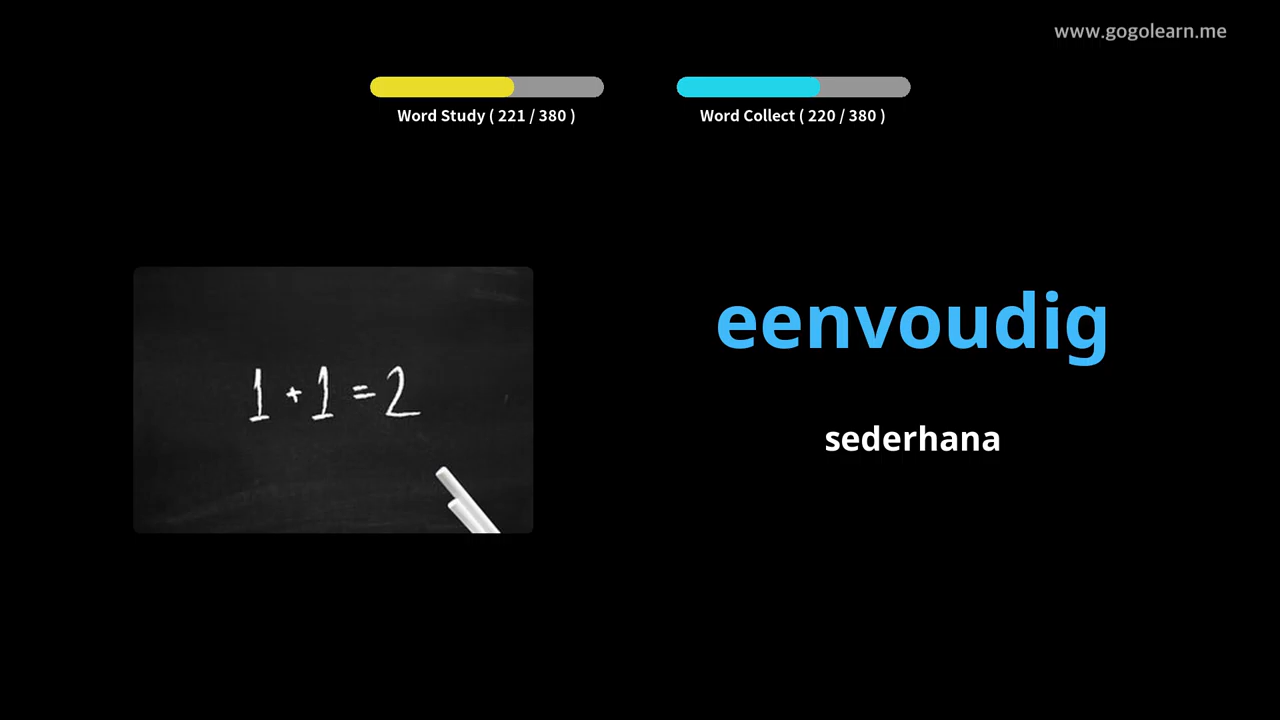 www.gogolearn.me
Word Study ( 221 / 380 )
Word Collect ( 220 / 380 )
eenvoudig
sederhana
1 + 1 = 2